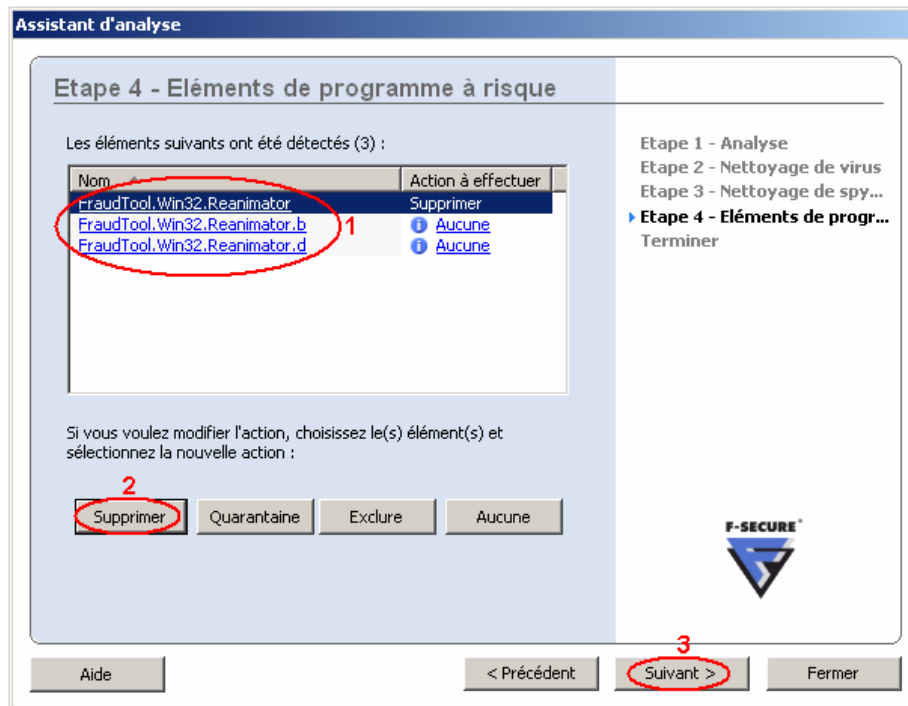 Assistant d'analyse
Etape 4 - Eléments de programme à risque
Les éléments suivants ont été détectés (3) :
Nom Action à effectuer
FraudTool.Win32.Reanimator Supprimer
FraudTool.Win32.Reanimator.b 1 Aucune
FraudTool.Win32.Reanimator.d Aucune
Si vous voulez modifier l'action, choisissez le(s) élément(s) et
sélectionnez la nouvelle action :
2
Supprimer Quarantaine Exclure Aucune
Etape 1 - Analyse
Etape 2 - Nettoyage de virus
Etape 3 - Nettoyage de spy...
Etape 4 - Eléments de progr...
Terminer
F-SECURE®
3
Aide < Précédent Suivant > Fermer